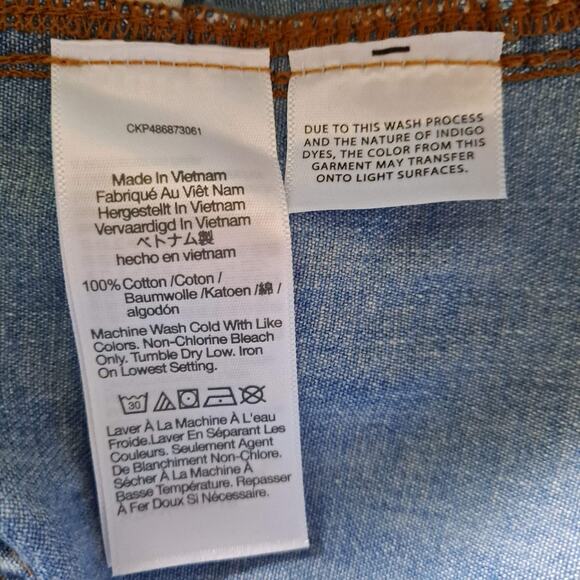 CKP486873061
Made In Vietnam
Fabriqué Au Viêt Nam
Hergestellt In Vietnam
Vervaardigd In Vietnam
ベトナム製
hecho en vietnam
100% Cotton /Coton /
Baumwolle /Katoen /綿 /
algodón
Machine Wash Cold With Like
Colors. Non-Chlorine Bleach
Only. Tumble Dry Low. Iron
On Lowest Setting.
30
Laver À La Machine À L'eau
Froide.Laver En Séparant Les
Couleurs. Seulement Agent
De Blanchiment Non-Chlore.
Sécher À La Machine À
Basse Température. Repasser
À Fer Doux Si Nécessaire.
DUE TO THIS WASH PROCESS
AND THE NATURE OF INDIGO
DYES, THE COLOR FROM THIS
GARMENT MAY TRANSFER
ONTO LIGHT SURFACES.